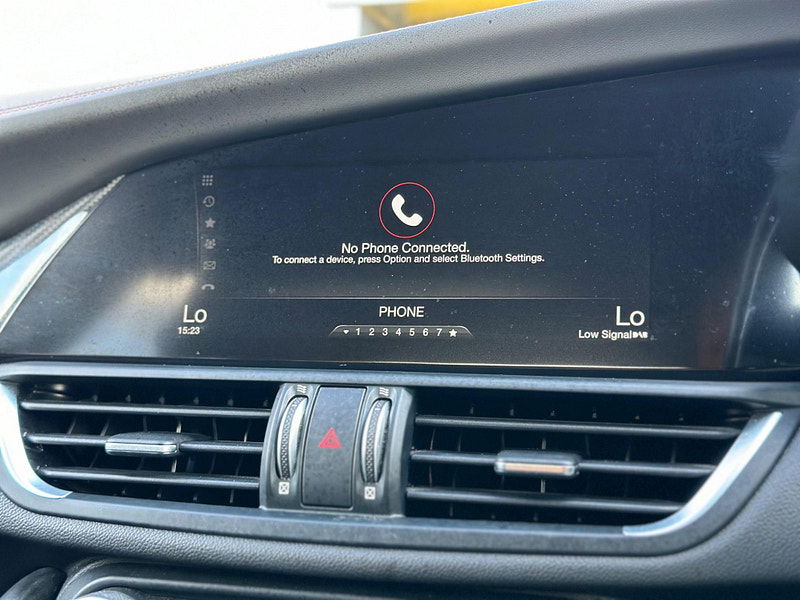 No Phone Connected.
To connect a device, press Option and select Bluetooth Settings.
Lo
PHONE
Lo
15:23
1 2 3 4 5 6 7
Low Signal DAB